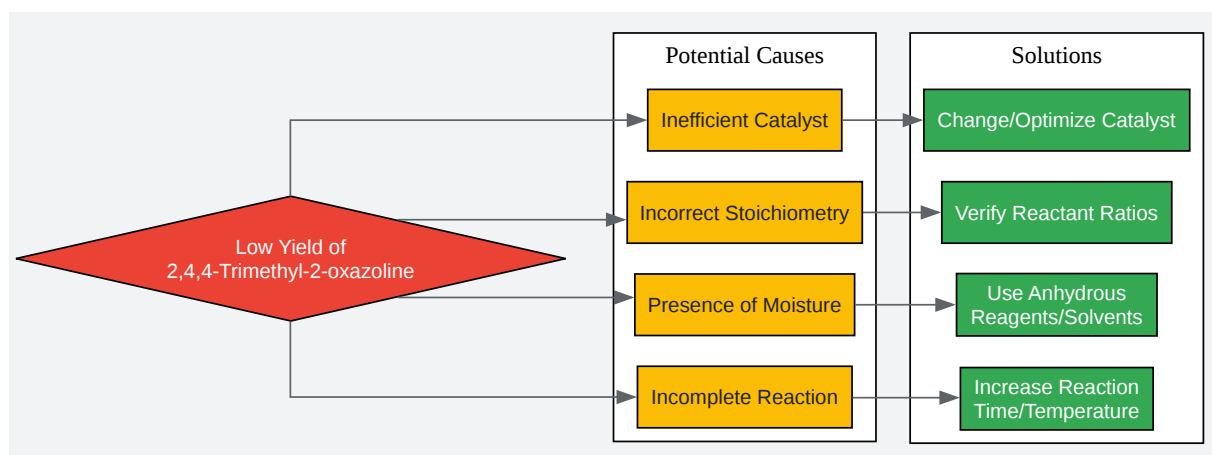 Potential Causes
Solutions
Inefficient Catalyst
Change/Optimize Catalyst
Incorrect Stoichiometry
Verify Reactant Ratios
Low Yield of
2,4,4-Trimethyl-2-oxazoline
Presence of Moisture
Use Anhydrous
Reagents/Solvents
Incomplete Reaction
Increase Reaction
Time/Temperature